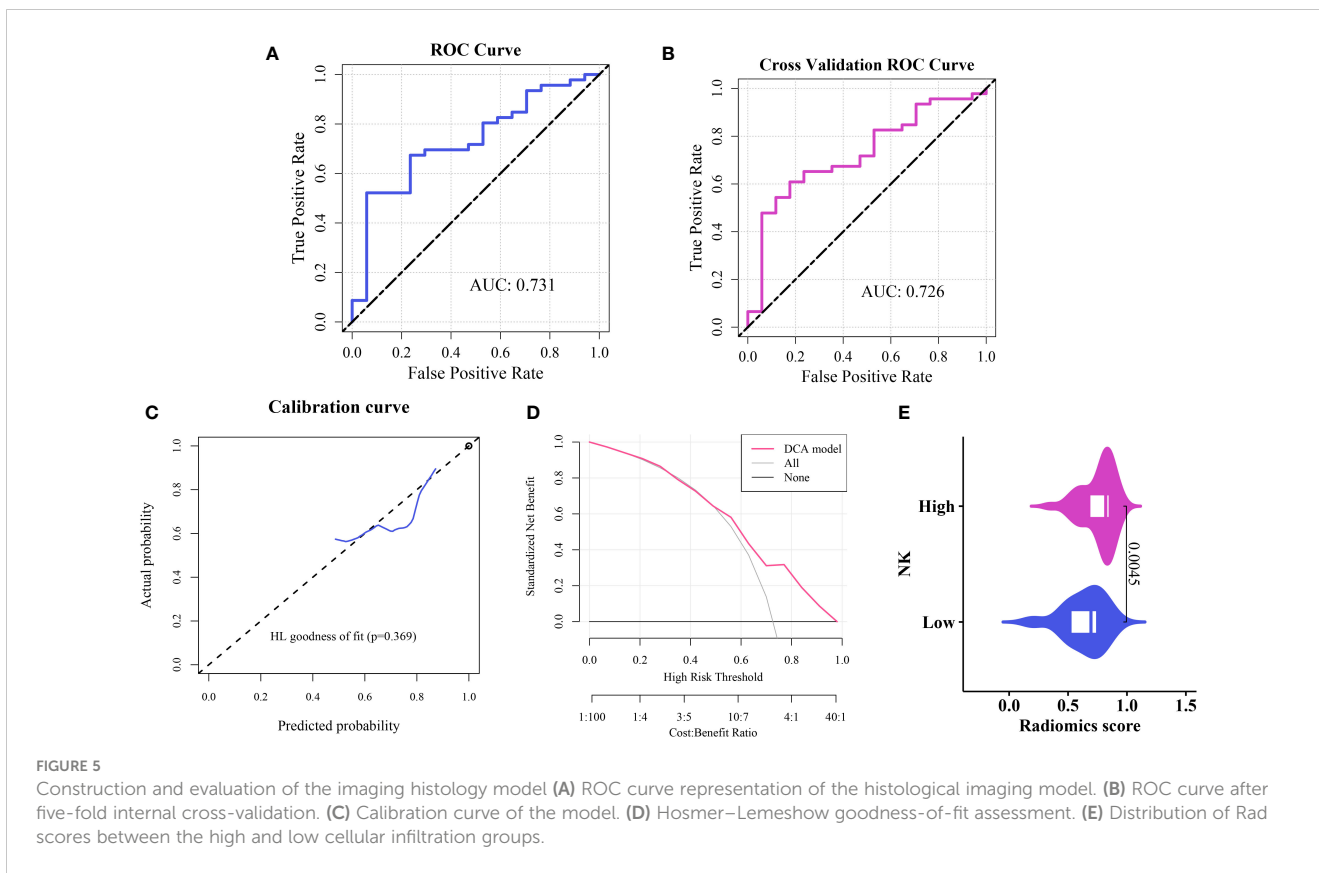 A
ROC Curve
True Positive Rate
1.0
0.8
0.6
0.4
0.2
0.0
AUC: 0.731
0.0 0.2 0.4 0.6 0.8 1.0
False Positive Rate
B
Cross Validation ROC Curve
True Positive Rate
1.0
0.8
0.6
0.4
0.2
0.0
AUC: 0.726
0.0 0.2 0.4 0.6 0.8 1.0
False Positive Rate
C
Calibration curve
Actual probability
1.0
0.8
0.6
0.4
0.2
0.0
HL goodness of fit (p=0.369)
0.0 0.2 0.4 0.6 0.8 1.0
Predicted probability
D
Standardized Net Benefit
1.0
0.8
0.6
0.4
0.2
0.0
DCA model
All
None
0.0 0.2 0.4 0.6 0.8 1.0
High Risk Threshold
1:100 1:4 3:5 10:7 4:1 40:1
Cost:Benefit Ratio
E
NK
High
Low
0.0045
0.0 0.5 1.0 1.5
Radiomics score
FIGURE 5
Construction and evaluation of the imaging histology model (A) ROC curve representation of the histological imaging model. (B) ROC curve after
five-fold internal cross-validation. (C) Calibration curve of the model. (D) Hosmer–Lemeshow goodness-of-fit assessment. (E) Distribution of Rad
scores between the high and low cellular infiltration groups.